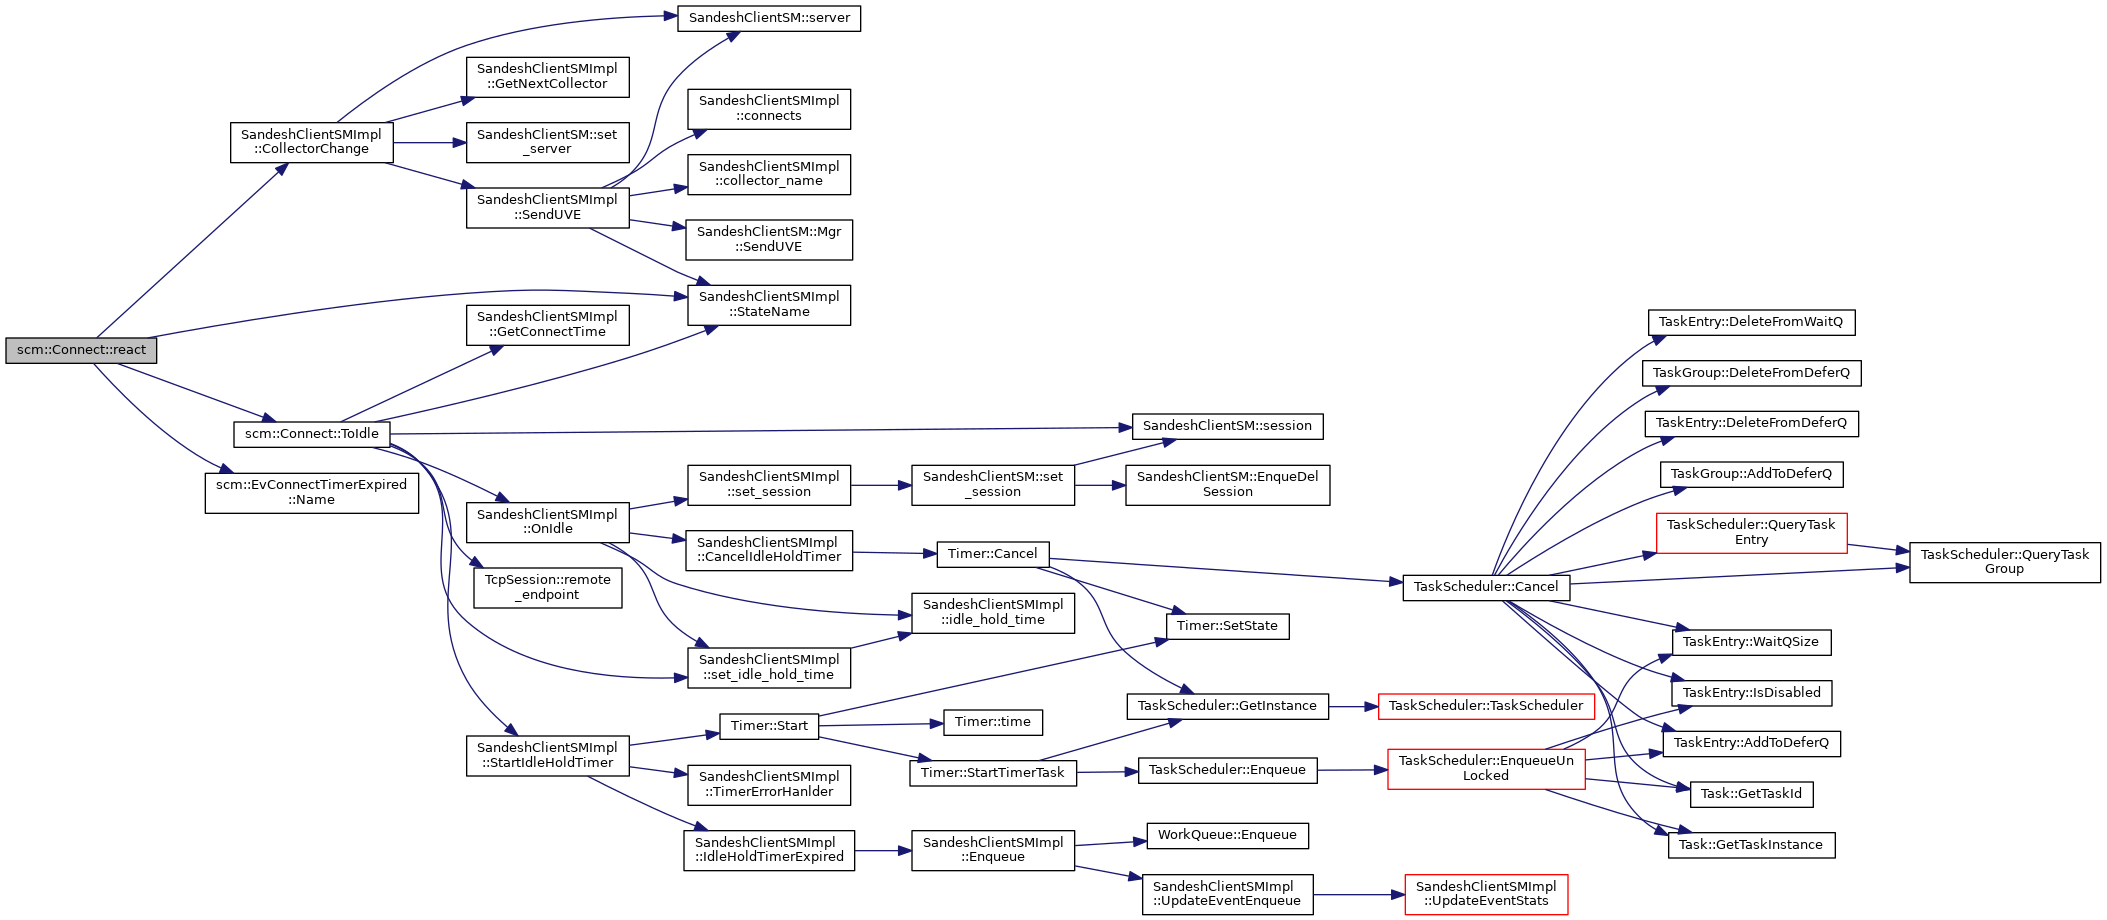 scm::Connect::react
SandeshClientSMImpl
::CollectorChange
scm::Connect::ToIdle
scm::EvConnectTimerExpired
::Name
SandeshClientSM::server
SandeshClientSMImpl
::GetNextCollector
SandeshClientSM::set
_server
SandeshClientSMImpl
::SendUVE
SandeshClientSMImpl
::connects
SandeshClientSMImpl
::collector_name
SandeshClientSM::Mgr
::SendUVE
SandeshClientSMImpl
::StateName
SandeshClientSMImpl
::GetConnectTime
SandeshClientSM::session
SandeshClientSMImpl
::OnIdle
SandeshClientSMImpl
::set_session
SandeshClientSM::set
_session
SandeshClientSM::EnqueDel
Session
SandeshClientSMImpl
::CancelIdleHoldTimer
Timer::Cancel
TcpSession::remote
_endpoint
SandeshClientSMImpl
::idle_hold_time
SandeshClientSMImpl
::set_idle_hold_time
Timer::SetState
TaskScheduler::GetInstance
TaskScheduler::TaskScheduler
SandeshClientSMImpl
::StartIdleHoldTimer
Timer::Start
Timer::time
Timer::StartTimerTask
TaskScheduler::Enqueue
TaskScheduler::EnqueueUn
Locked
SandeshClientSMImpl
::TimerErrorHanlder
SandeshClientSMImpl
::IdleHoldTimerExpired
SandeshClientSMImpl
::Enqueue
WorkQueue::Enqueue
SandeshClientSMImpl
::UpdateEventEnqueue
SandeshClientSMImpl
::UpdateEventStats
TaskScheduler::Cancel
TaskEntry::DeleteFromWaitQ
TaskGroup::DeleteFromDeferQ
TaskEntry::DeleteFromDeferQ
TaskGroup::AddToDeferQ
TaskScheduler::QueryTask
Entry
TaskScheduler::QueryTask
Group
TaskEntry::WaitQSize
TaskEntry::IsDisabled
TaskEntry::AddToDeferQ
Task::GetTaskId
Task::GetTaskInstance